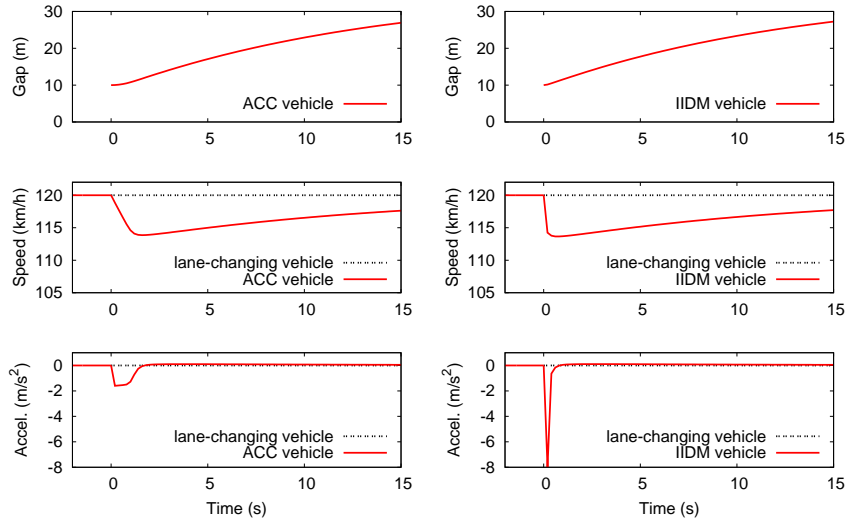 30
20
10
0
Gap (m)
ACC vehicle
0 5 10 15
30
20
10
0
Gap (m)
IIDM vehicle
0 5 10 15
120
115
110
105
Speed (km/h)
lane-changing vehicle
ACC vehicle
0 5 10 15
120
115
110
105
Speed (km/h)
lane-changing vehicle
IIDM vehicle
0 5 10 15
0
-2
-4
-6
-8
Accel. (m/s²)
lane-changing vehicle
ACC vehicle
0 5 10 15
Time (s)
0
-2
-4
-6
-8
Accel. (m/s²)
lane-changing vehicle
IIDM vehicle
0 5 10 15
Time (s)